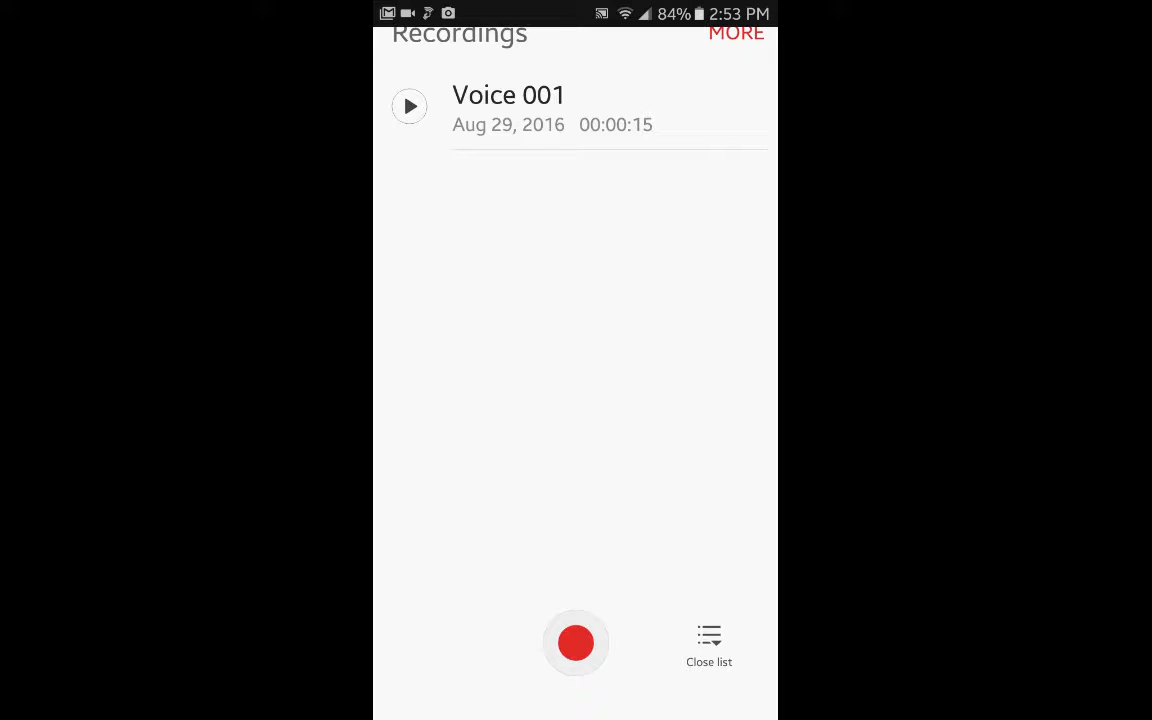 84% 2:53 PM
Recordings MORE
Voice 001
Aug 29, 2016 00:00:15
Close list